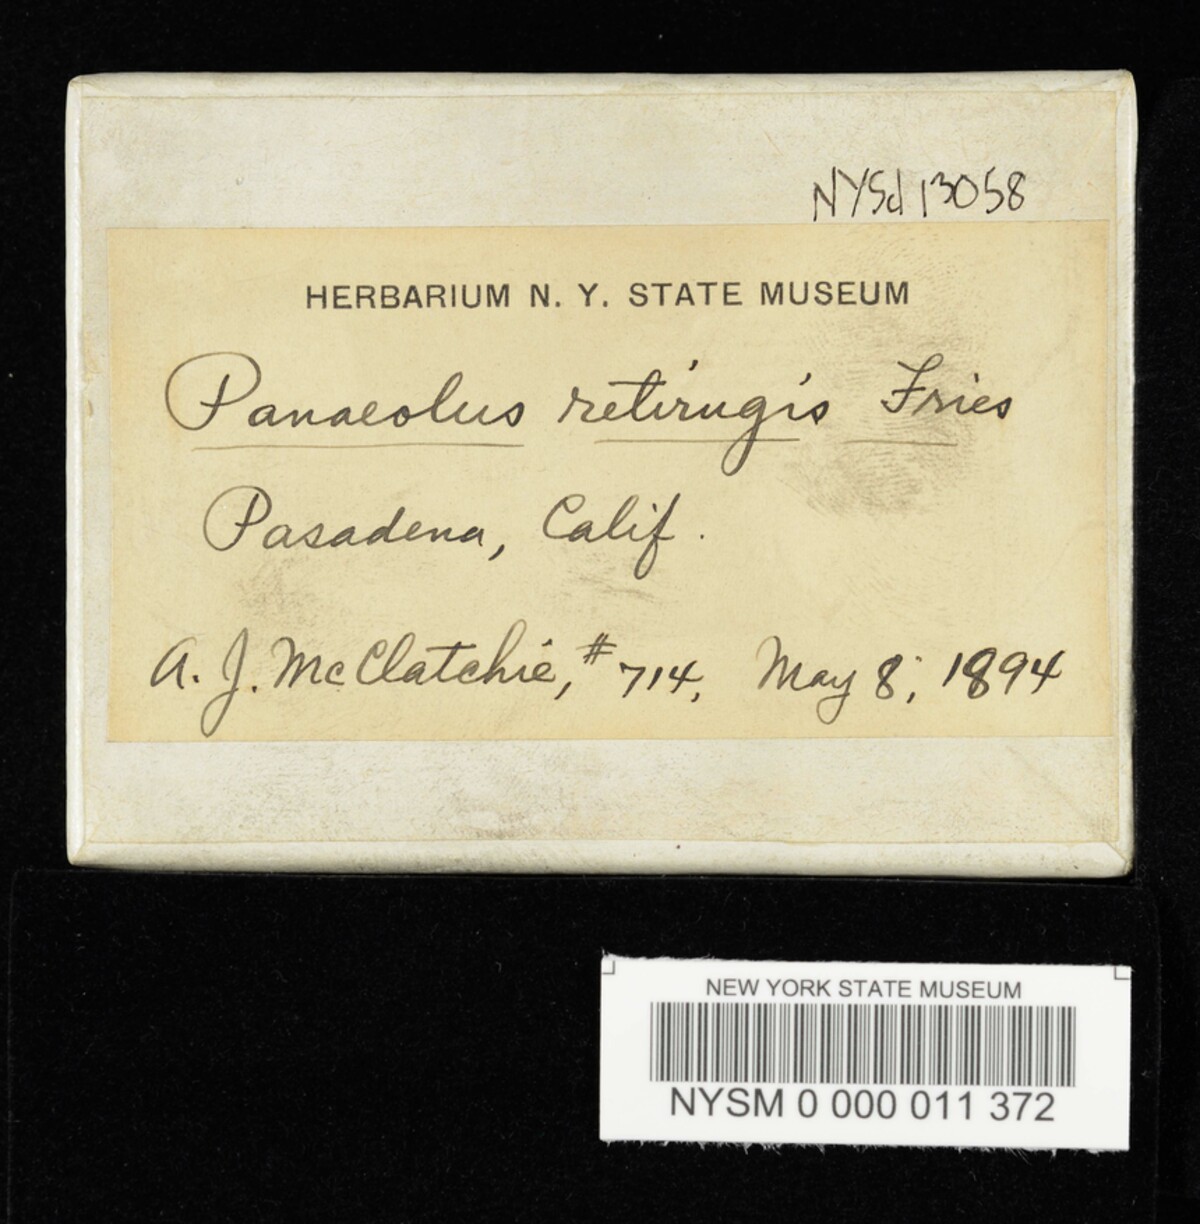 NYSd 13058
HERBARIUM N. Y. STATE MUSEUM
Panaeolus retirugis Fries
Pasadena, Calif.
A. J. McClatchie, #714, May 8, 1894
NEW YORK STATE MUSEUM
NYSM 0 000 011 372